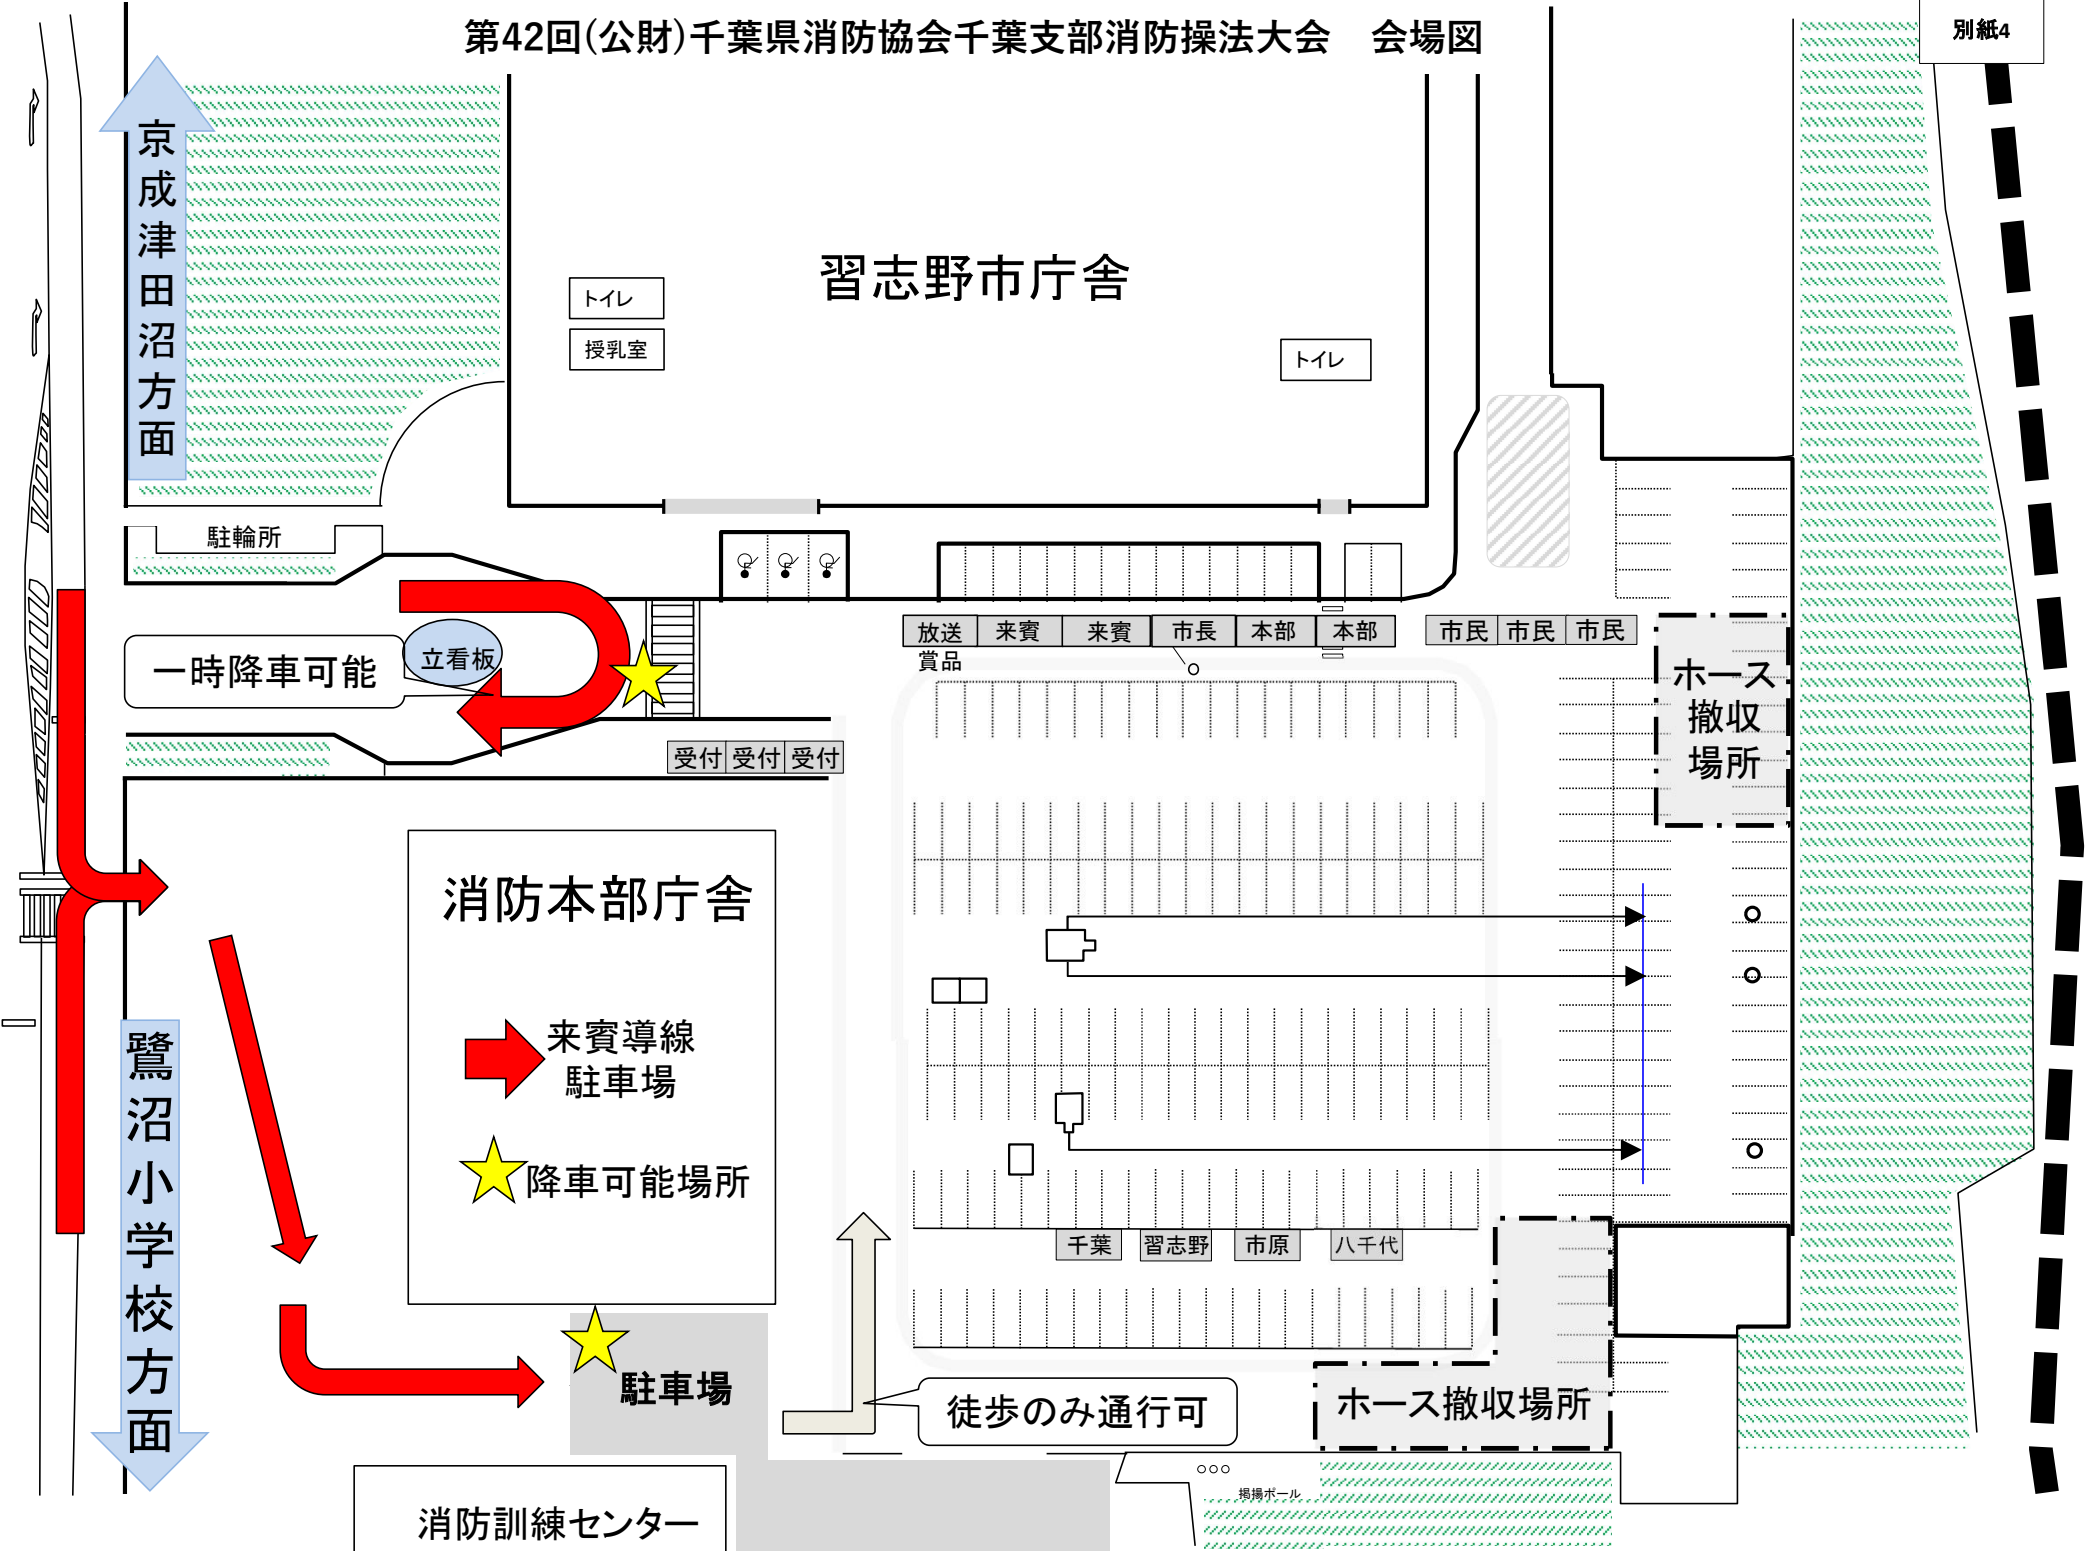 第42回(公財)千葉県消防協会千葉支部消防操法大会　会場図
別紙4
京成津田沼方面
習志野市庁舎
トイレ
授乳室
トイレ
駐輪所
放送
来賓
来賓
市長
本部
本部
市民
市民
市民
賞品
一時降車可能
立看板
ホース
撤収
場所
受付
受付
受付
消防本部庁舎
来賓導線
駐車場
降車可能場所
鷺沼小学校方面
千葉
習志野
市原
八千代
駐車場
徒歩のみ通行可
ホース撤収場所
掲揚ポール
消防訓練センター